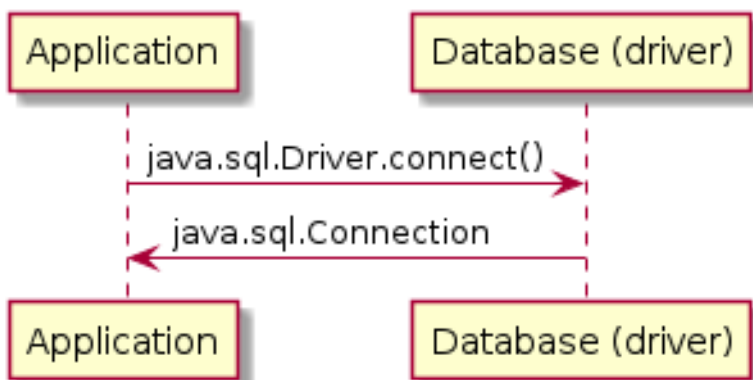 Application
Database (driver)
java.sql.Driver.connect()
java.sql.Connection
Application
Database (driver)